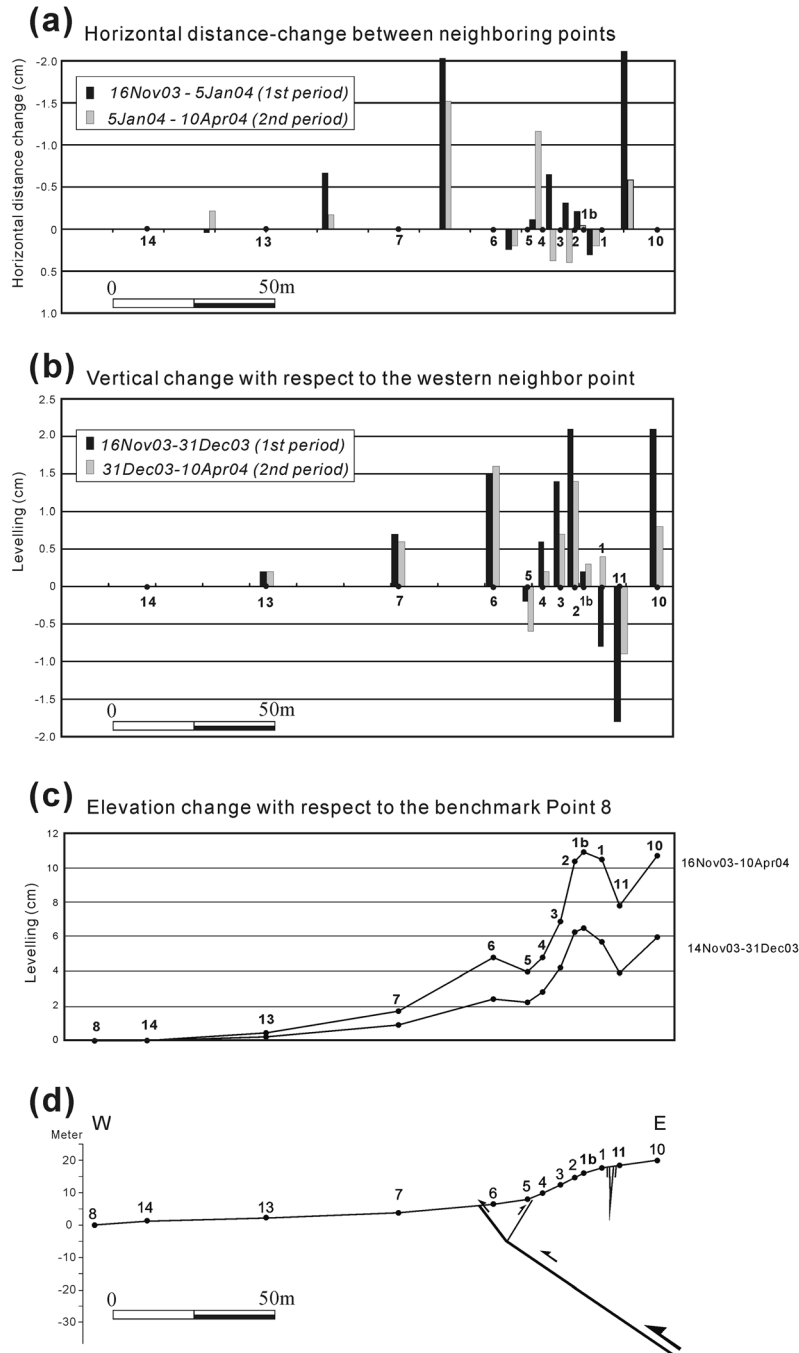 (a) Horizontal distance-change between neighboring points
Horizontal distance change (cm)
-2.0
-1.5
-1.0
-0.5
0
0.5
1.0
16Nov03 - 5Jan04 (1st period)
5Jan04 - 10Apr04 (2nd period)
1b
14 13 7 6 5 4 3 2 1 10
0 50m
(b) Vertical change with respect to the western neighbor point
Levelling (cm)
2.5
2.0
1.5
1.0
0.5
0
-0.5
-1.0
-1.5
-2.0
16Nov03-31Dec03 (1st period)
31Dec03-10Apr04 (2nd period)
5 1 11
14 13 7 6 4 3 2 1b 10
0 50m
(c) Elevation change with respect to the benchmark Point 8
Levelling (cm)
12
10
8
6
4
2
0
8 14 13 7 6 5 4 3 2 1b 1 11 10
16Nov03-10Apr04
14Nov03-31Dec03
(d)
W E
Meter
20
10
0
-10
-20
-30
8 14 13 7 6 5 4 3 2 1b 1 11 10
0 50m